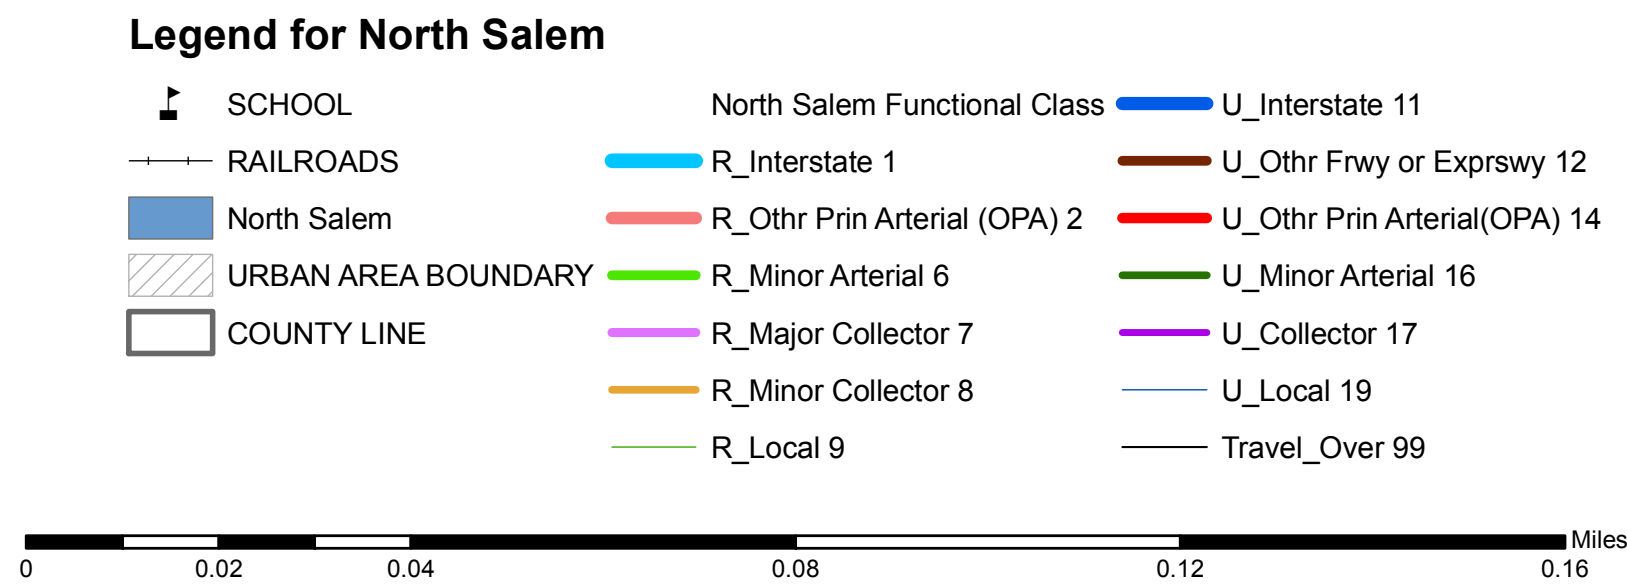 Legend for North Salem
SCHOOL
RAILROADS
North Salem
URBAN AREA BOUNDARY
COUNTY LINE
North Salem Functional Class
R_Interstate 1
R_Othr Prin Arterial (OPA) 2
R_Minor Arterial 6
R_Major Collector 7
R_Minor Collector 8
R_Local 9
U_Interstate 11
U_Othr Frwy or Exprswy 12
U_Othr Prin Arterial(OPA) 14
U_Minor Arterial 16
U_Collector 17
U_Local 19
Travel_Over 99
Miles
0 0.02 0.04 0.08 0.12 0.16